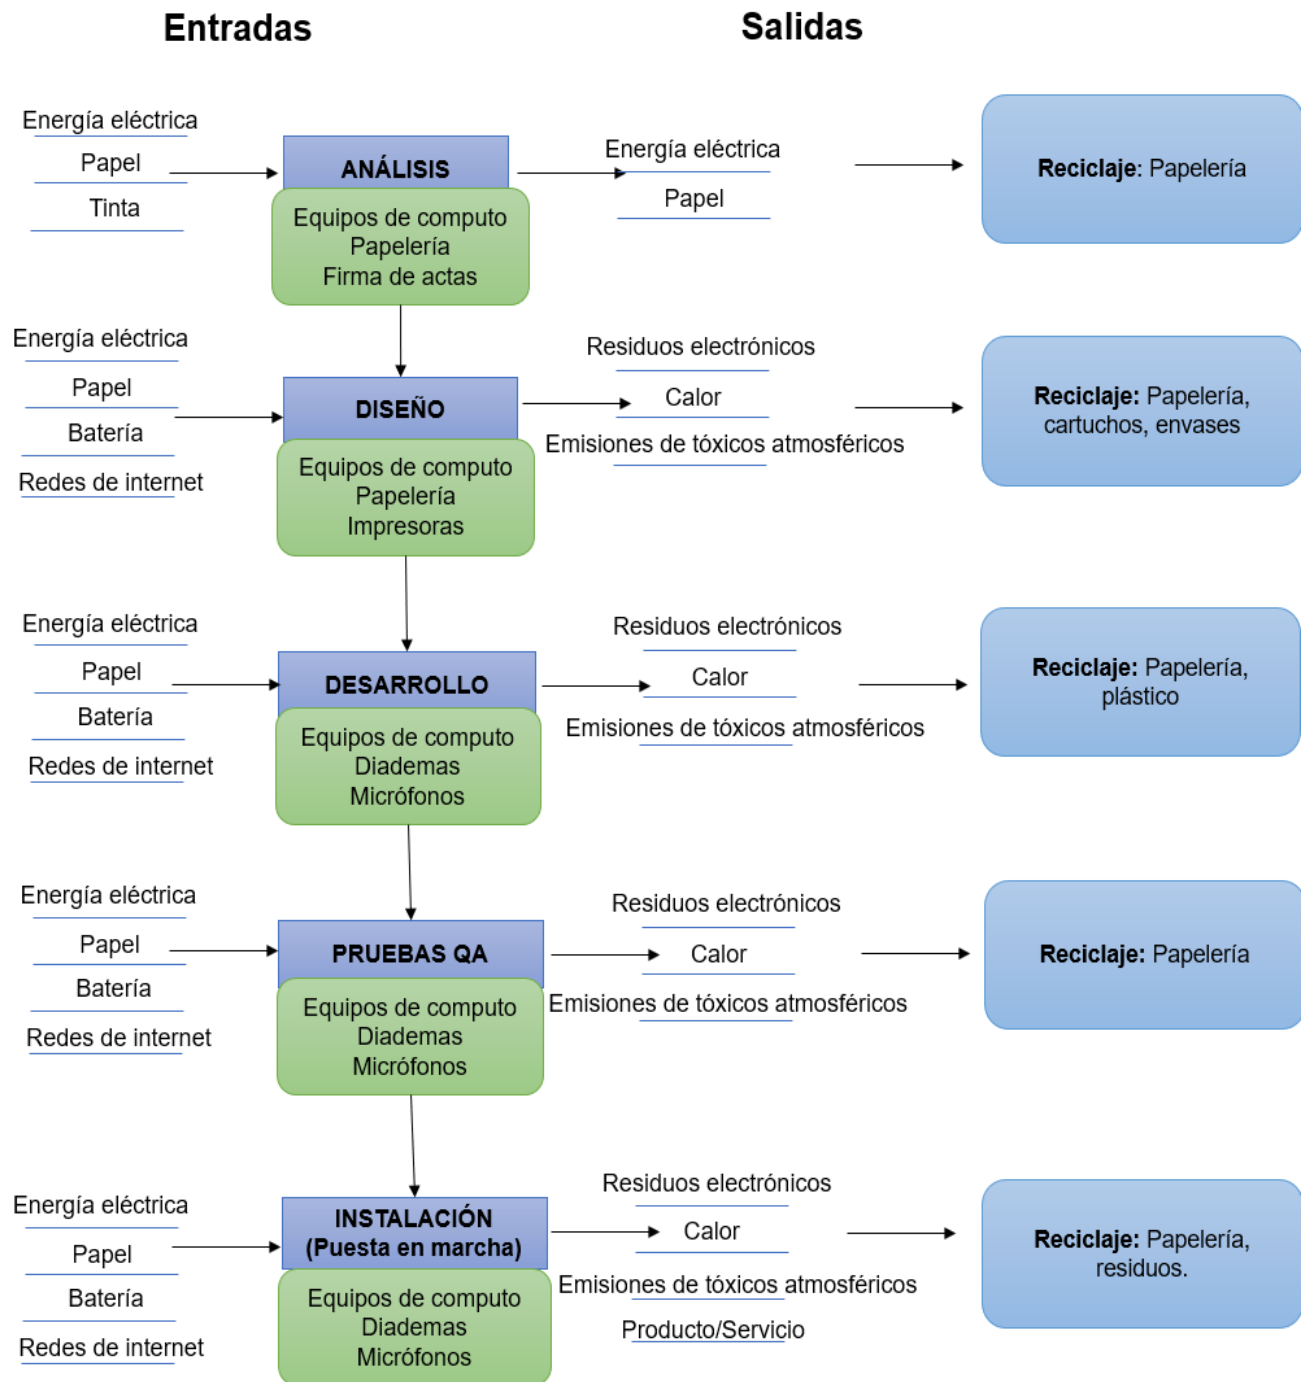 Entradas
Salidas
Energía eléctrica
Papel
Tinta
ANÁLISIS
Equipos de computo
Papelería
Firma de actas
Energía eléctrica
Papel
Reciclaje: Papelería
Energía eléctrica
Papel
Batería
Redes de internet
DISEÑO
Equipos de computo
Papelería
Impresoras
Residuos electrónicos
Calor
Emisiones de tóxicos atmosféricos
Reciclaje: Papelería,
cartuchos, envases
Energía eléctrica
Papel
Batería
Redes de internet
DESARROLLO
Equipos de computo
Diademas
Micrófonos
Residuos electrónicos
Calor
Emisiones de tóxicos atmosféricos
Reciclaje: Papelería,
plástico
Energía eléctrica
Papel
Batería
Redes de internet
PRUEBAS QA
Equipos de computo
Diademas
Micrófonos
Residuos electrónicos
Calor
Emisiones de tóxicos atmosféricos
Reciclaje: Papelería
Energía eléctrica
Papel
Batería
Redes de internet
INSTALACIÓN
(Puesta en marcha)
Equipos de computo
Diademas
Micrófonos
Residuos electrónicos
Calor
Emisiones de tóxicos atmosféricos
Producto/Servicio
Reciclaje: Papelería,
residuos.